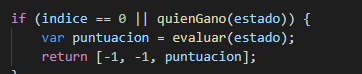 if (indice == 0 || quienGano(estado)) {
var puntuacion = evaluar(estado);
return [-1, -1, puntuacion];